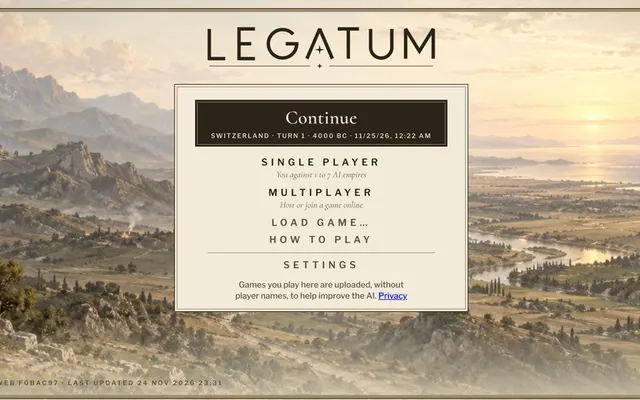 LEGATUM
Continue
SWITZERLAND · TURN 1 · 4000 BC · 11/25/26, 12:22 AM
SINGLE PLAYER
You against 1 to 7 AI empires
MULTIPLAYER
Host or join a game online
LOAD GAME…
HOW TO PLAY
SETTINGS
Games you play here are uploaded, without
player names, to help improve the AI. Privacy
WEB F0BAC97 · LAST UPDATED 24 NOV 2026 23:31